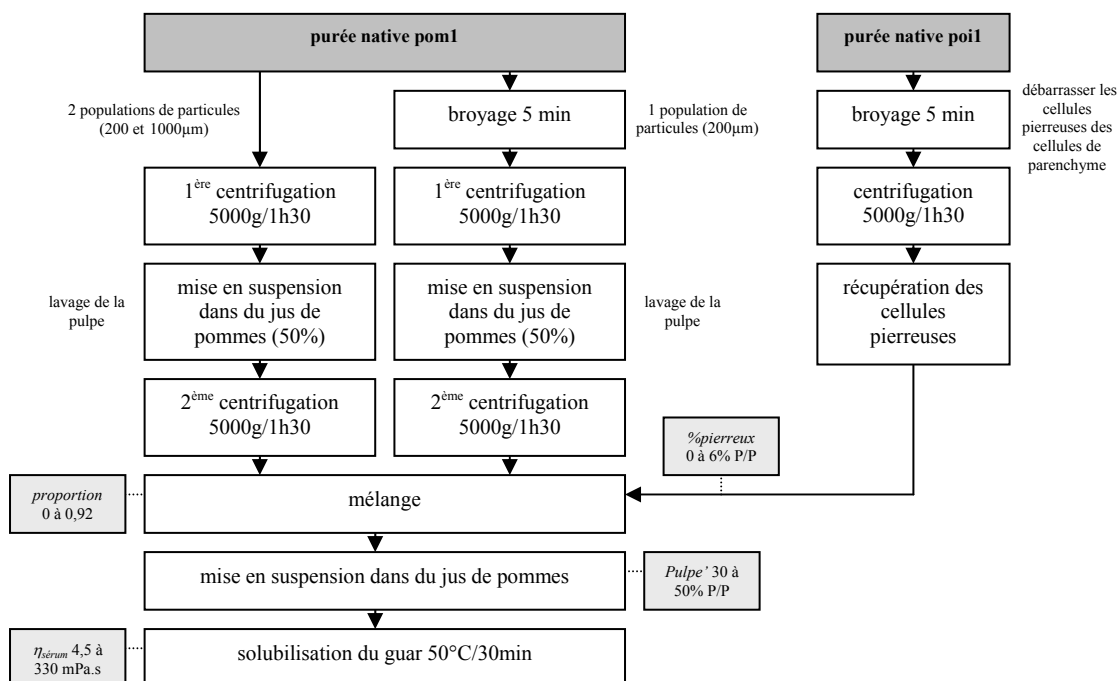 purée native pom1
purée native poi1
2 populations de particules
(200 et 1000µm)
broyage 5 min
1 population de
particules (200µm)
broyage 5 min
débarrasser les
cellules
pierreuses des
cellules de
parenchyme
1ère centrifugation
5000g/1h30
1ère centrifugation
5000g/1h30
centrifugation
5000g/1h30
lavage de la
pulpe
mise en suspension
dans du jus de
pommes (50%)
mise en suspension
dans du jus de
pommes (50%)
lavage de la
pulpe
récupération des
cellules
pierreuses
2ème centrifugation
5000g/1h30
2ème centrifugation
5000g/1h30
%pierreux
0 à 6% P/P
proportion
0 à 0,92
mélange
mise en suspension dans du jus de pommes
Pulpe’ 30 à
50% P/P
ηsérum 4,5 à
330 mPa.s
solubilisation du guar 50°C/30min